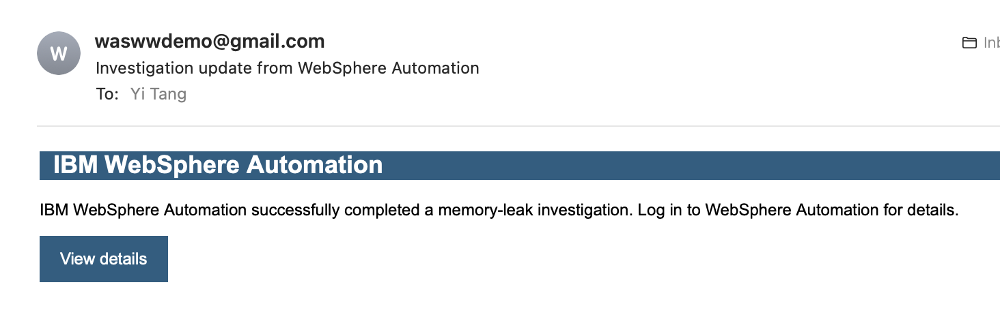 W
waswwdemo@gmail.com
Investigation update from WebSphere Automation
To: Yi Tang
IBM WebSphere Automation
IBM WebSphere Automation successfully completed a memory-leak investigation. Log in to WebSphere Automation for details.
View details